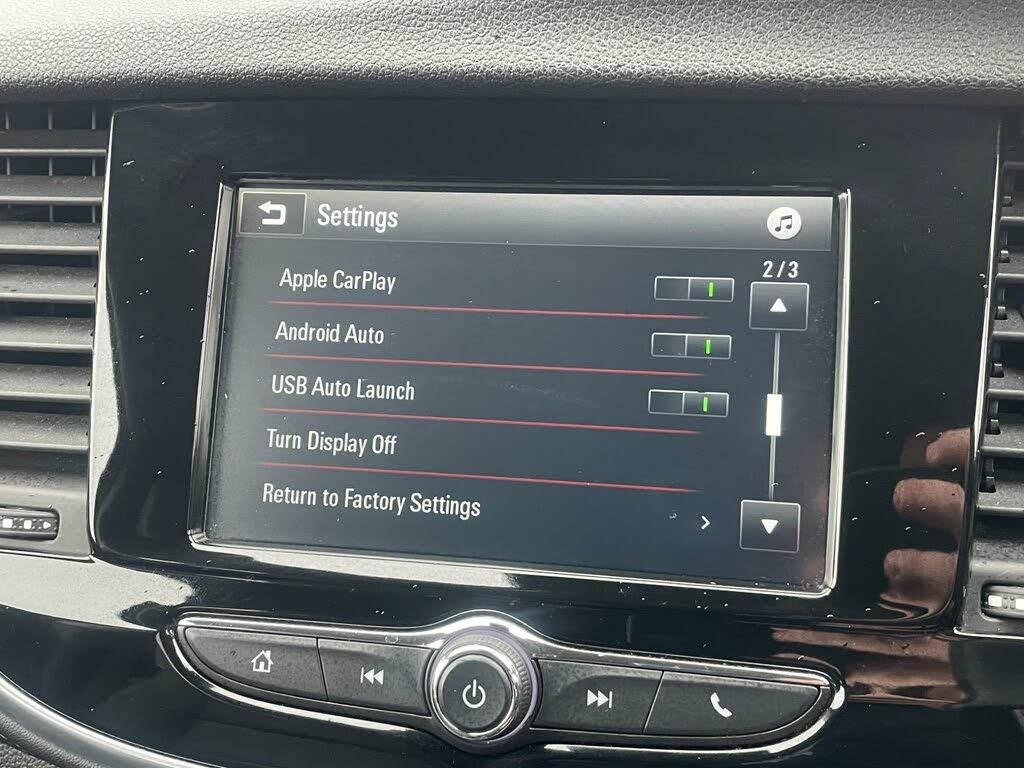 Settings
2/3
Apple CarPlay
Android Auto
USB Auto Launch
Turn Display Off
Return to Factory Settings